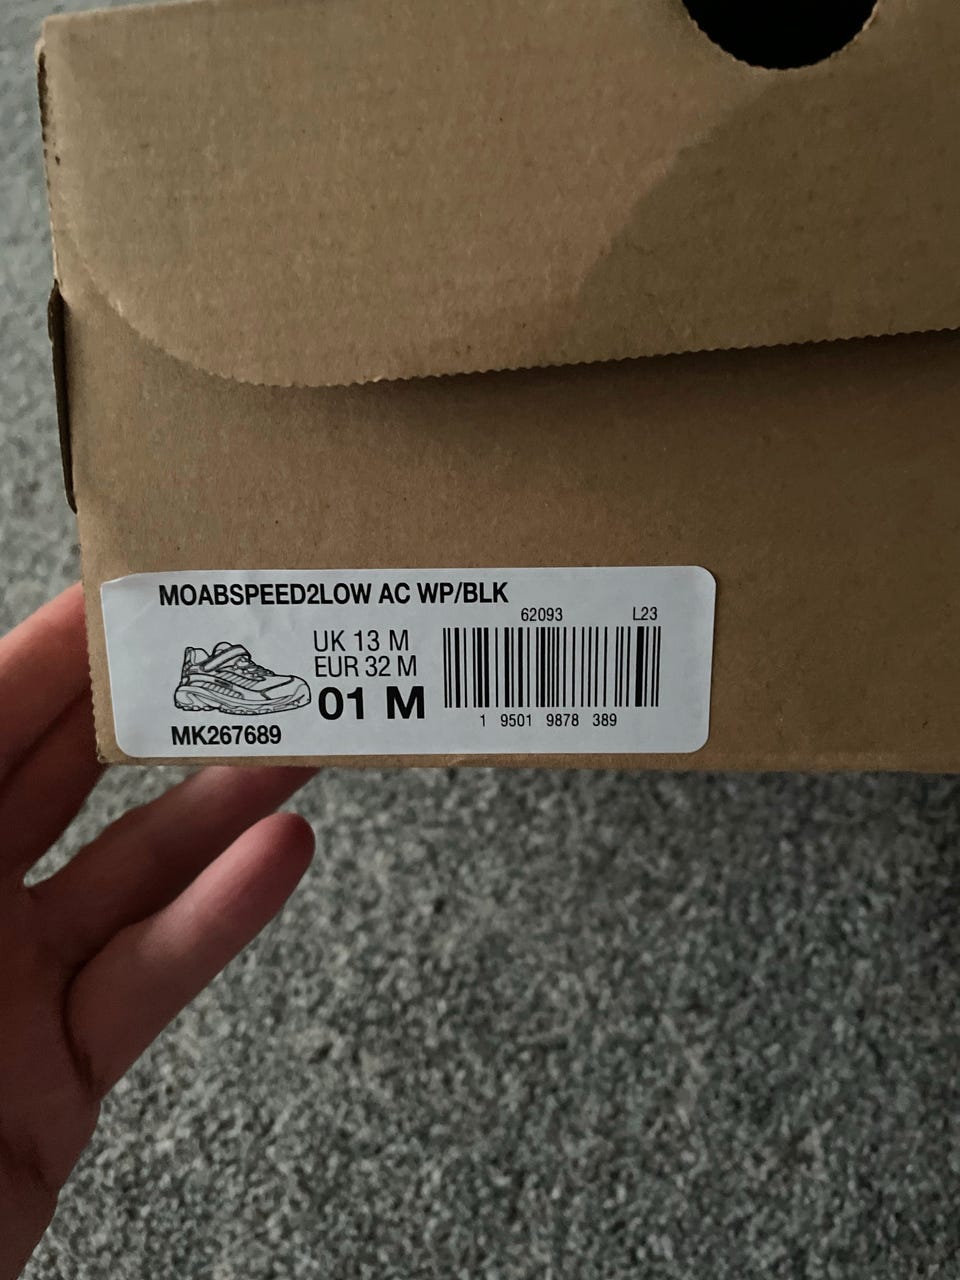 MOABSPEED2LOW AC WP/BLK
62093 L23
UK 13 M
EUR 32 M
01 M
1 9501 9878 389
MK267689